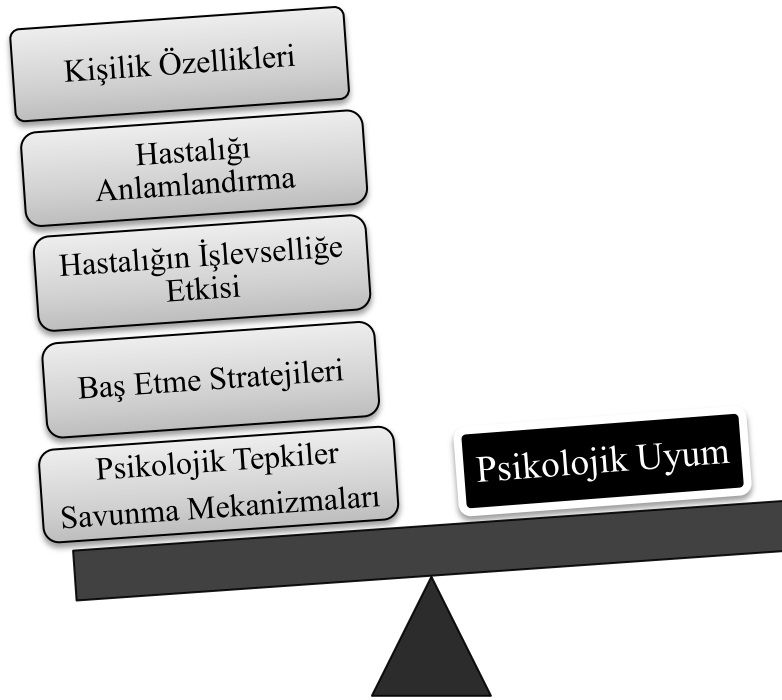 Kişilik Özellikleri
Hastalığı
Anlamlandırma
Hastalığın İşlevselliğe
Etkisi
Baş Etme Stratejileri
Psikolojik Tepkiler
Savunma Mekanizmaları
Psikolojik Uyum